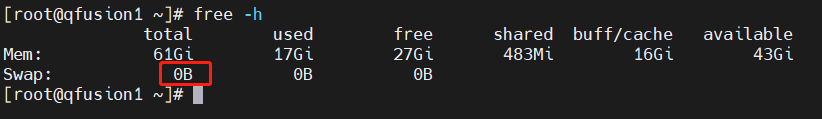 [root@qfusion1 ~]# free -h
total used free shared buff/cache available
Mem: 61Gi 17Gi 27Gi 483Mi 16Gi 43Gi
Swap: 0B 0B 0B
[root@qfusion1 ~]#